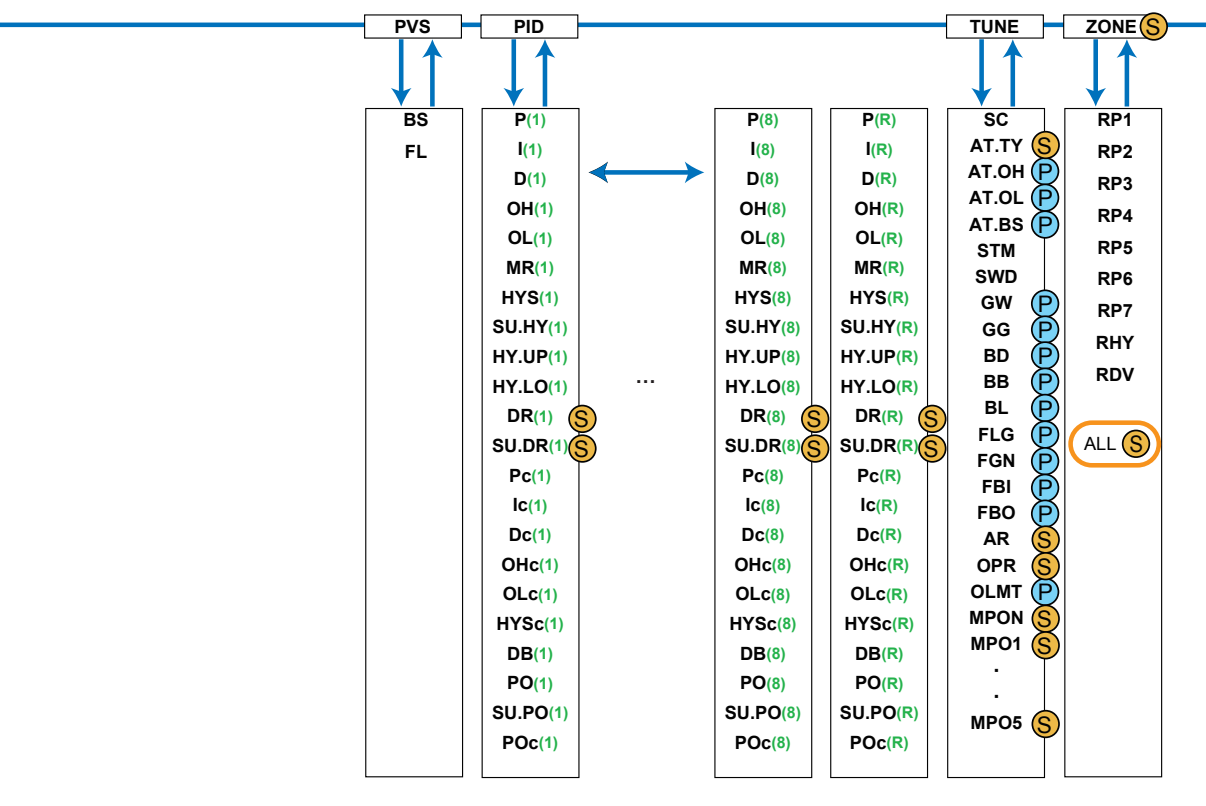 PVS
PID
TUNE
ZONE S
BS
FL
P(1)
I(1)
D(1)
OH(1)
OL(1)
MR(1)
HYS(1)
SU.HY(1)
HY.UP(1)
HY.LO(1)
DR(1) S
SU.DR(1) S
Pc(1)
Ic(1)
Dc(1)
OHc(1)
OLc(1)
HYSc(1)
DB(1)
PO(1)
SU.PO(1)
POc(1)
...
P(8)
I(8)
D(8)
OH(8)
OL(8)
MR(8)
HYS(8)
SU.HY(8)
HY.UP(8)
HY.LO(8)
DR(8) S
SU.DR(8) S
Pc(8)
Ic(8)
Dc(8)
OHc(8)
OLc(8)
HYSc(8)
DB(8)
PO(8)
SU.PO(8)
POc(8)
P(R)
I(R)
D(R)
OH(R)
OL(R)
MR(R)
HYS(R)
SU.HY(R)
HY.UP(R)
HY.LO(R)
DR(R) S
SU.DR(R) S
Pc(R)
Ic(R)
Dc(R)
OHc(R)
OLc(R)
HYSc(R)
DB(R)
PO(R)
SU.PO(R)
POc(R)
SC
AT.TY S
AT.OH P
AT.OL P
AT.BS P
STM
SWD
GW P
GG P
BD P
BB P
BL P
FLG P
FGN P
FBI P
FBO P
AR S
OPR S
OLMT P
MPON S
MPO1 S
.
.
MPO5 S
RP1
RP2
RP3
RP4
RP5
RP6
RP7
RHY
RDV
ALL S